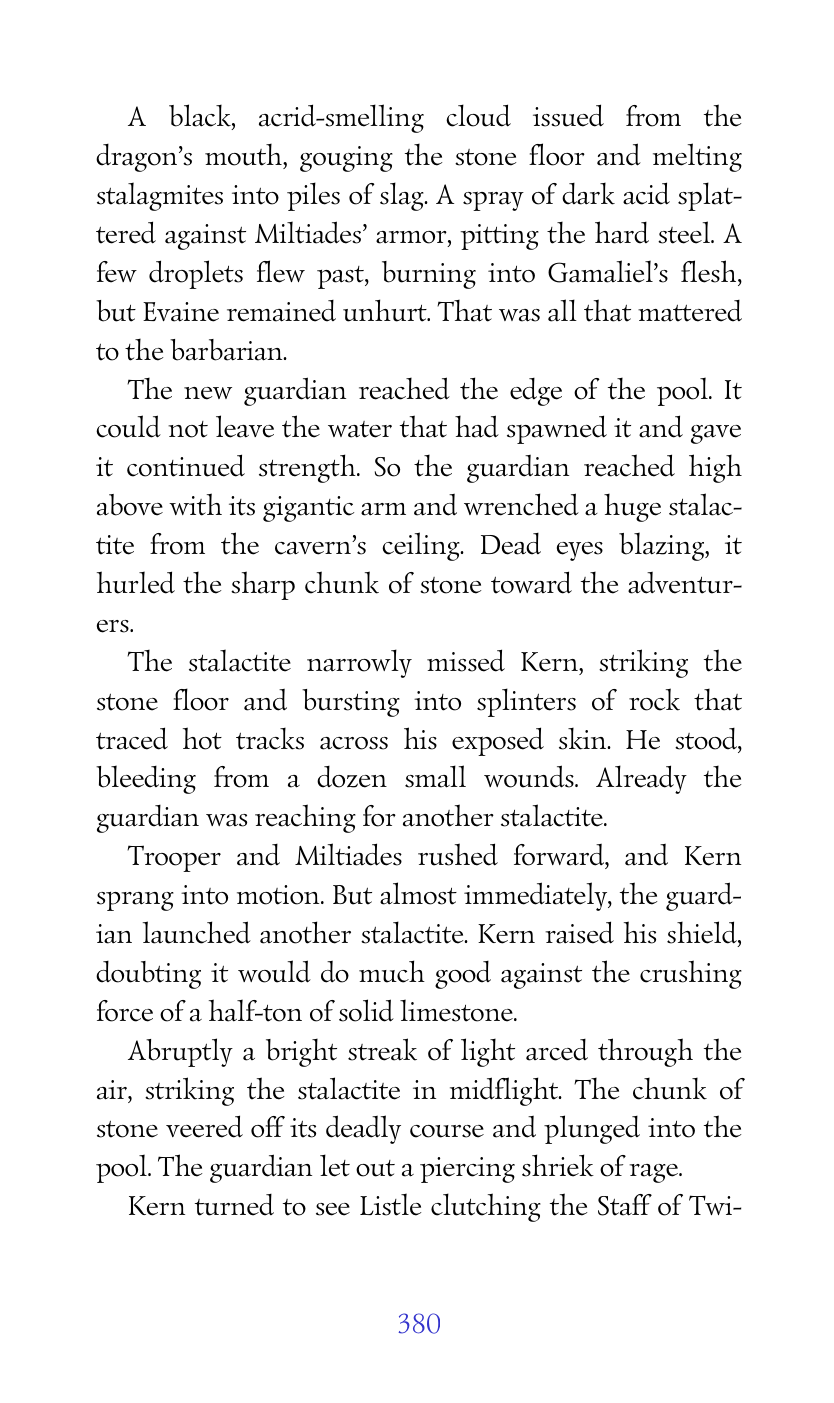 A black, acrid-smelling cloud issued from the
dragon’s mouth, gouging the stone floor and melting
stalagmites into piles of slag. A spray of dark acid splat-
tered against Miltiades’ armor, pitting the hard steel. A
few droplets flew past, burning into Gamaliel’s flesh,
but Evaine remained unhurt. That was all that mattered
to the barbarian.
The new guardian reached the edge of the pool. It
could not leave the water that had spawned it and gave
it continued strength. So the guardian reached high
above with its gigantic arm and wrenched a huge stalac-
tite from the cavern’s ceiling. Dead eyes blazing, it
hurled the sharp chunk of stone toward the adventur-
ers.
The stalactite narrowly missed Kern, striking the
stone floor and bursting into splinters of rock that
traced hot tracks across his exposed skin. He stood,
bleeding from a dozen small wounds. Already the
guardian was reaching for another stalactite.
Trooper and Miltiades rushed forward, and Kern
sprang into motion. But almost immediately, the guard-
ian launched another stalactite. Kern raised his shield,
doubting it would do much good against the crushing
force of a half-ton of solid limestone.
Abruptly a bright streak of light arced through the
air, striking the stalactite in midflight. The chunk of
stone veered off its deadly course and plunged into the
pool. The guardian let out a piercing shriek of rage.
Kern turned to see Listle clutching the Staff of Twi-
380